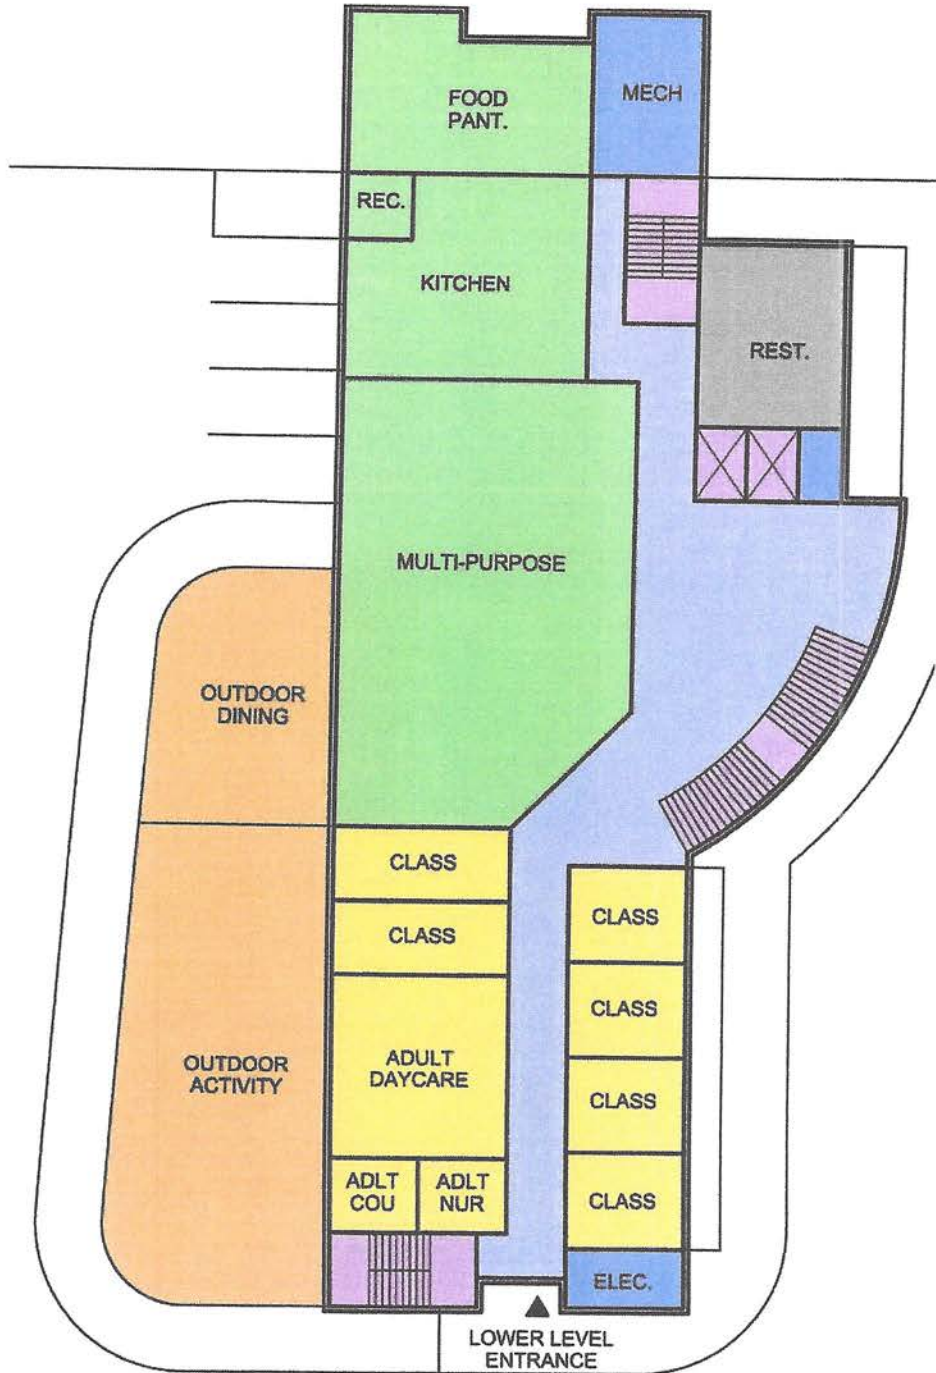 FOOD
PANT.
MECH
REC.
KITCHEN
REST.
MULTI-PURPOSE
OUTDOOR
DINING
CLASS
CLASS
CLASS
CLASS
CLASS
CLASS
OUTDOOR
ACTIVITY
ADULT
DAYCARE
ADLT
COU
ADLT
NUR
ELEC.
LOWER LEVEL
ENTRANCE